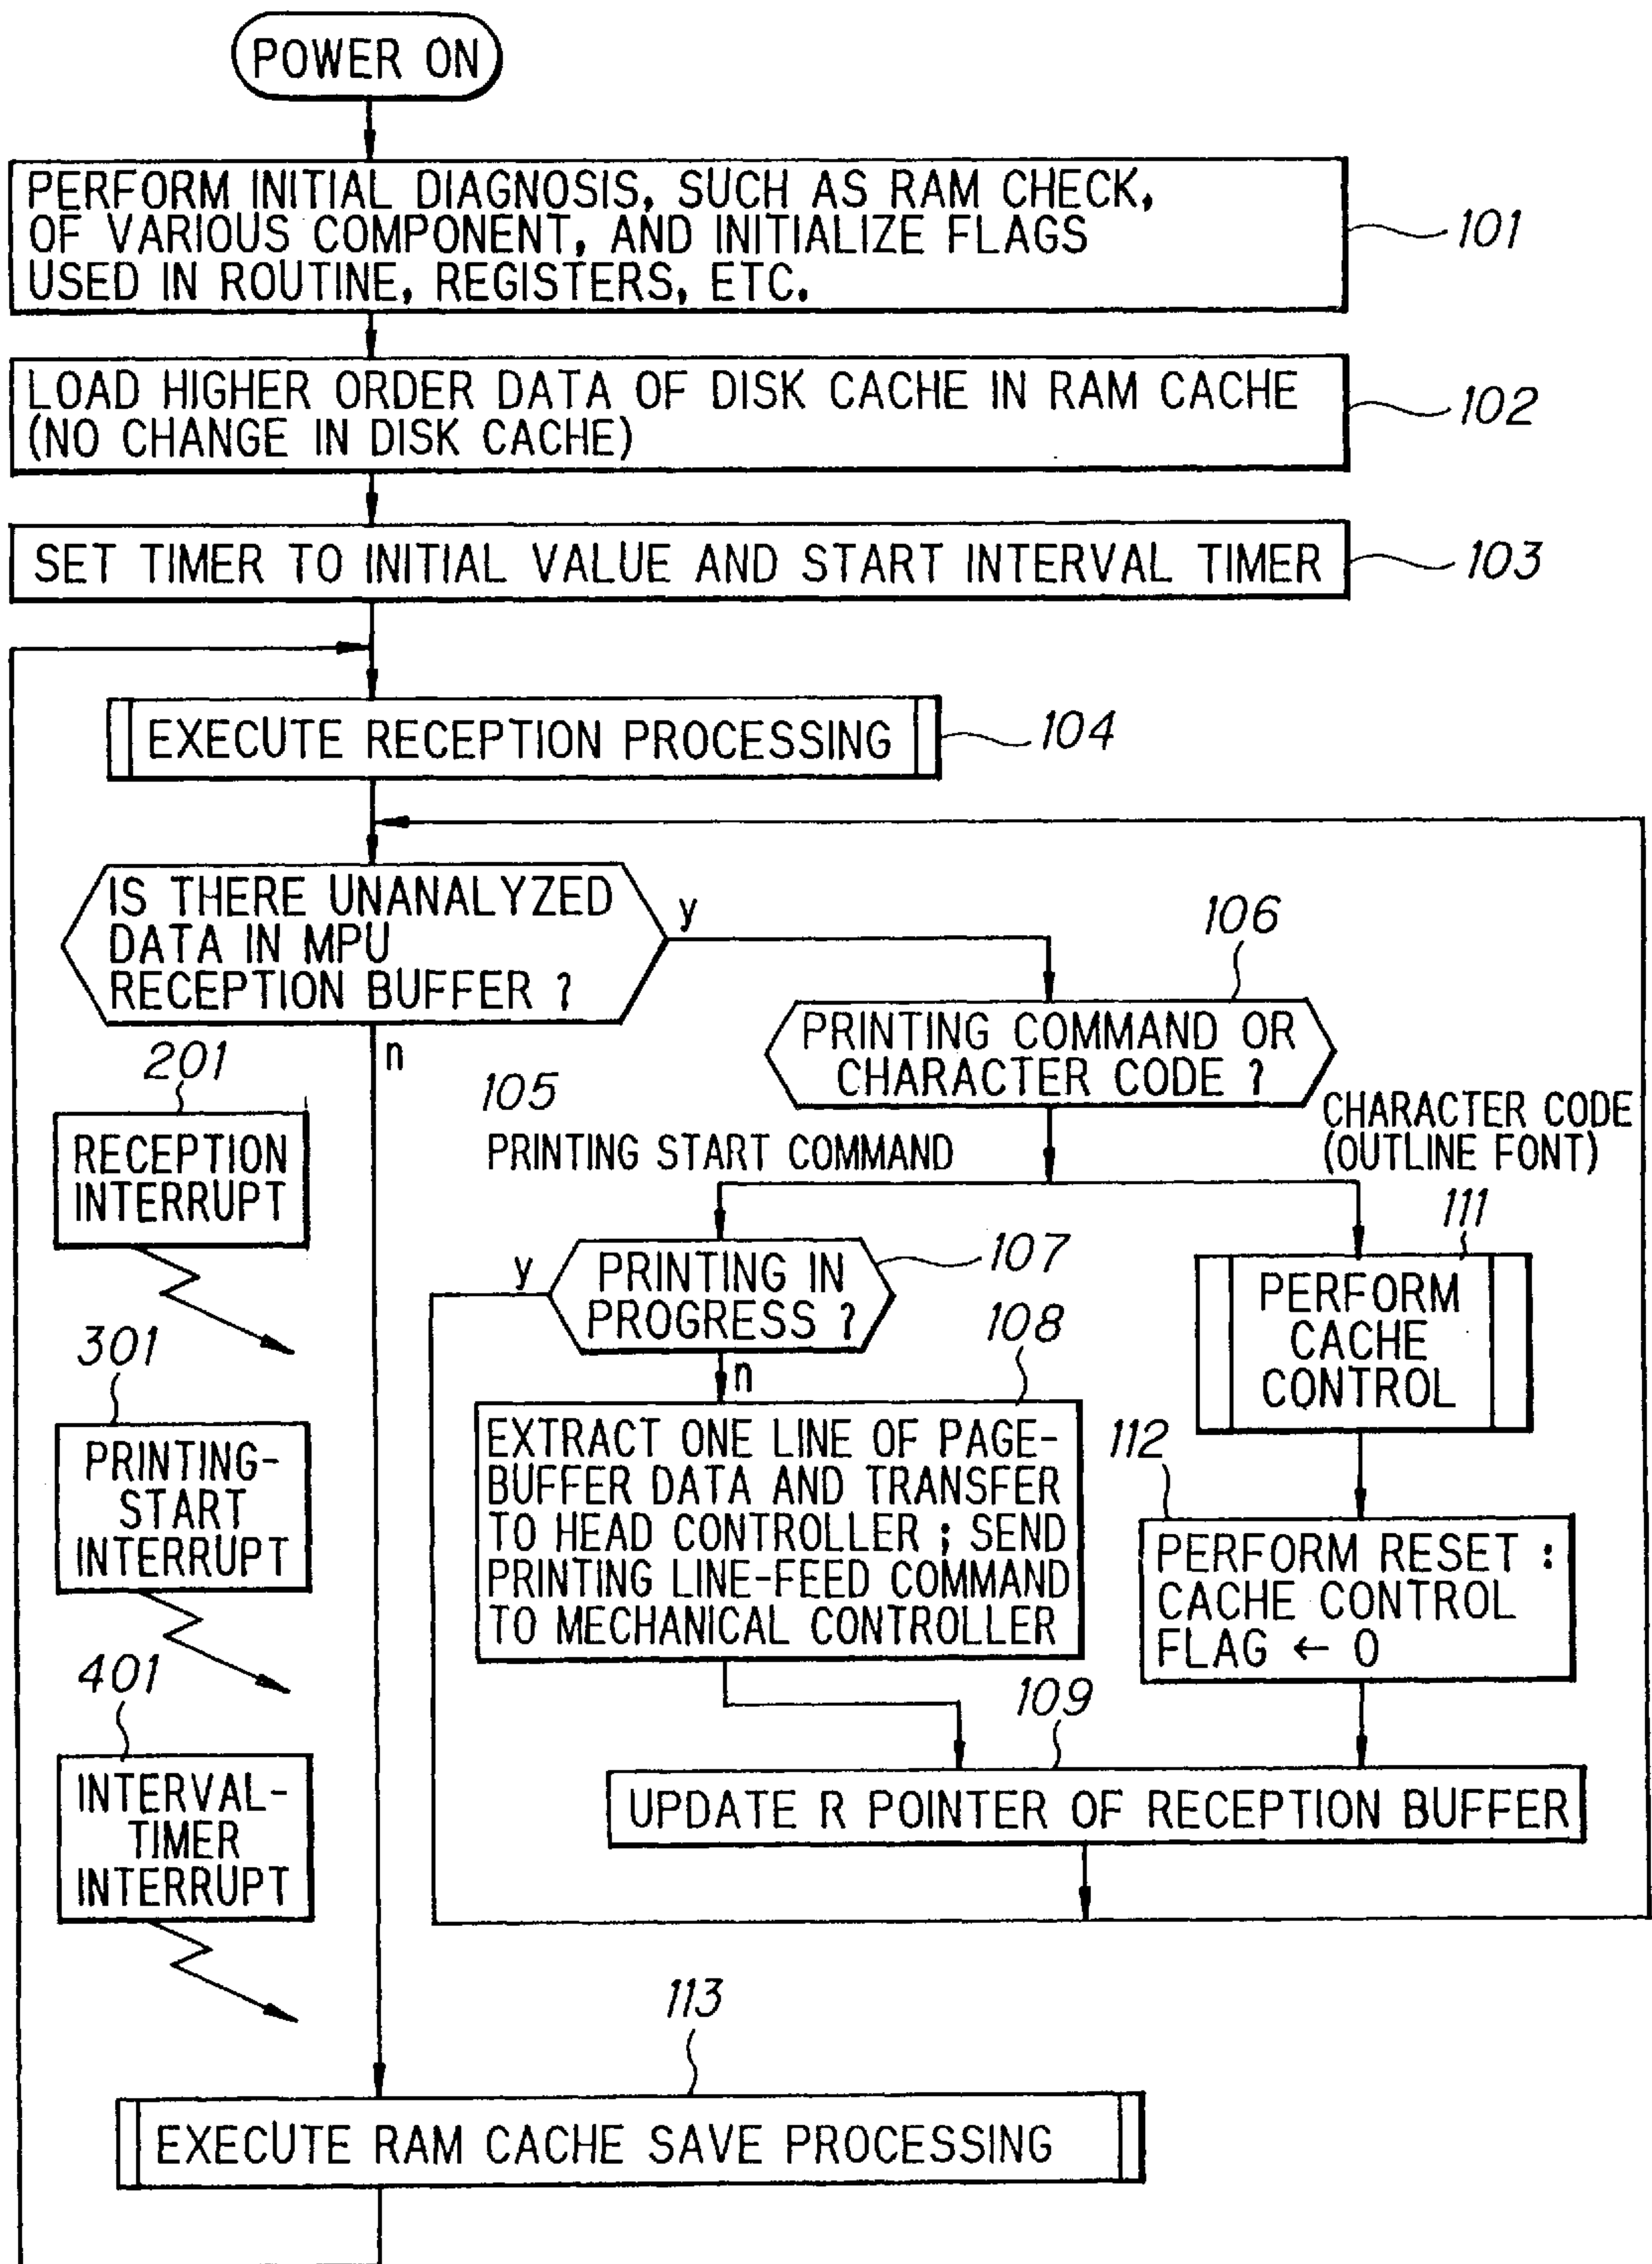 POWER ON
PERFORM INITIAL DIAGNOSIS, SUCH AS RAM CHECK,
OF VARIOUS COMPONENT, AND INITIALIZE FLAGS
USED IN ROUTINE, REGISTERS, ETC.
101
LOAD HIGHER ORDER DATA OF DISK CACHE IN RAM CACHE
(NO CHANGE IN DISK CACHE)
102
SET TIMER TO INITIAL VALUE AND START INTERVAL TIMER
103
EXECUTE RECEPTION PROCESSING
104
IS THERE UNANALYZED
DATA IN MPU
RECEPTION BUFFER ?
y
n
105
106
PRINTING COMMAND OR
CHARACTER CODE ?
PRINTING START COMMAND
CHARACTER CODE
(OUTLINE FONT)
201
RECEPTION
INTERRUPT
y
PRINTING IN
PROGRESS ?
107
n
111
PERFORM
CACHE
CONTROL
301
PRINTING-
START
INTERRUPT
108
EXTRACT ONE LINE OF PAGE-
BUFFER DATA AND TRANSFER
TO HEAD CONTROLLER ; SEND
PRINTING LINE-FEED COMMAND
TO MECHANICAL CONTROLLER
112
PERFORM RESET :
CACHE CONTROL
FLAG ← 0
401
INTERVAL-
TIMER
INTERRUPT
109
UPDATE R POINTER OF RECEPTION BUFFER
113
EXECUTE RAM CACHE SAVE PROCESSING